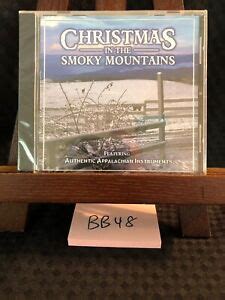 CHRISTMAS
IN THE
SMOKY MOUNTAINS
FEATURING
AUTHENTIC APPALACHIAN INSTRUMENTS
BB48